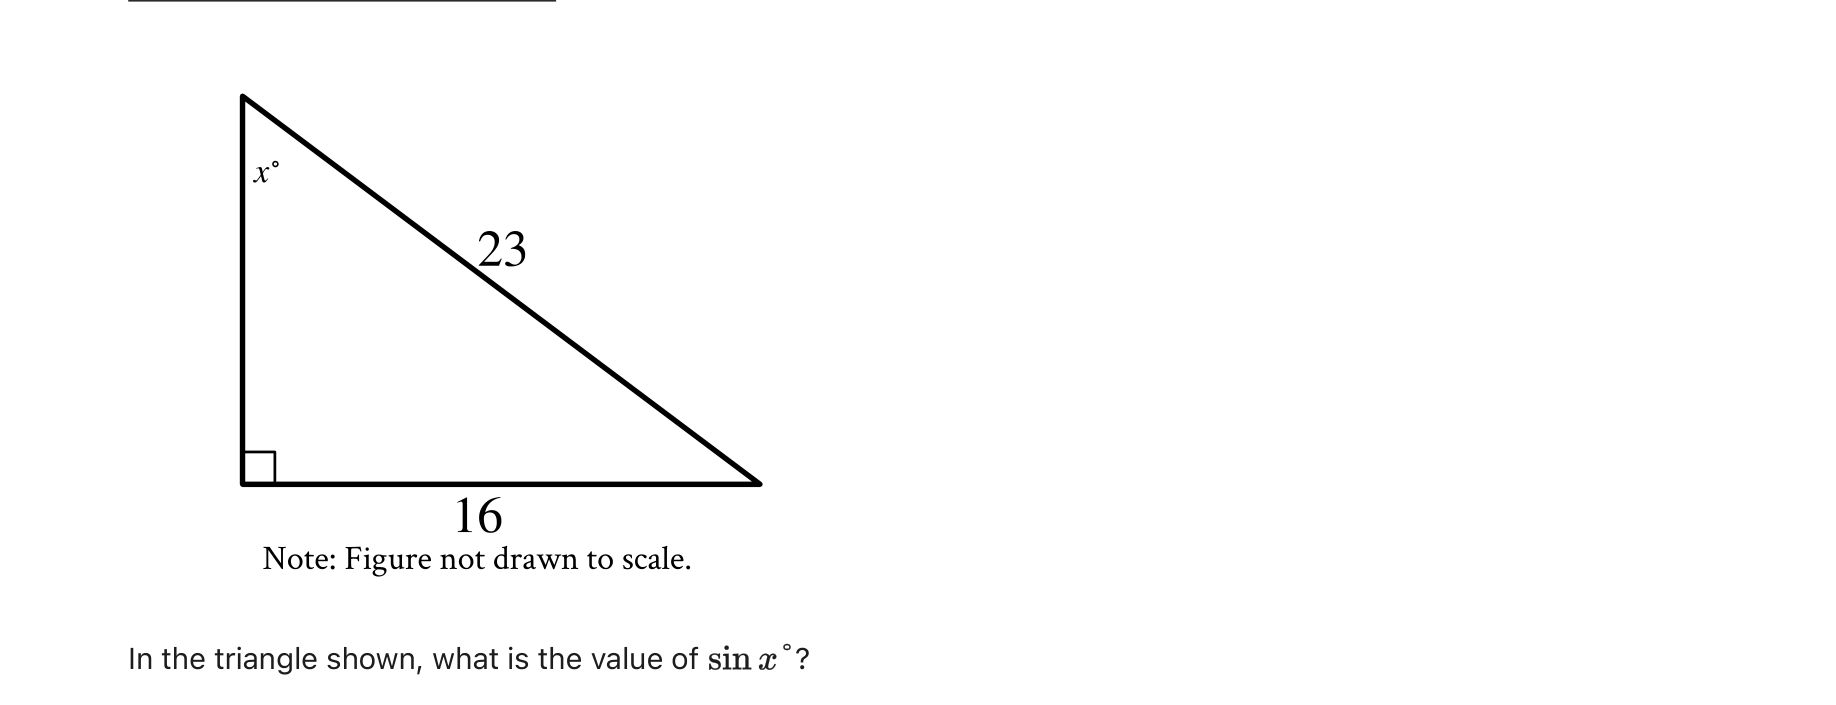 x°
23
16
Note: Figure not drawn to scale.
In the triangle shown, what is the value of sin x°?